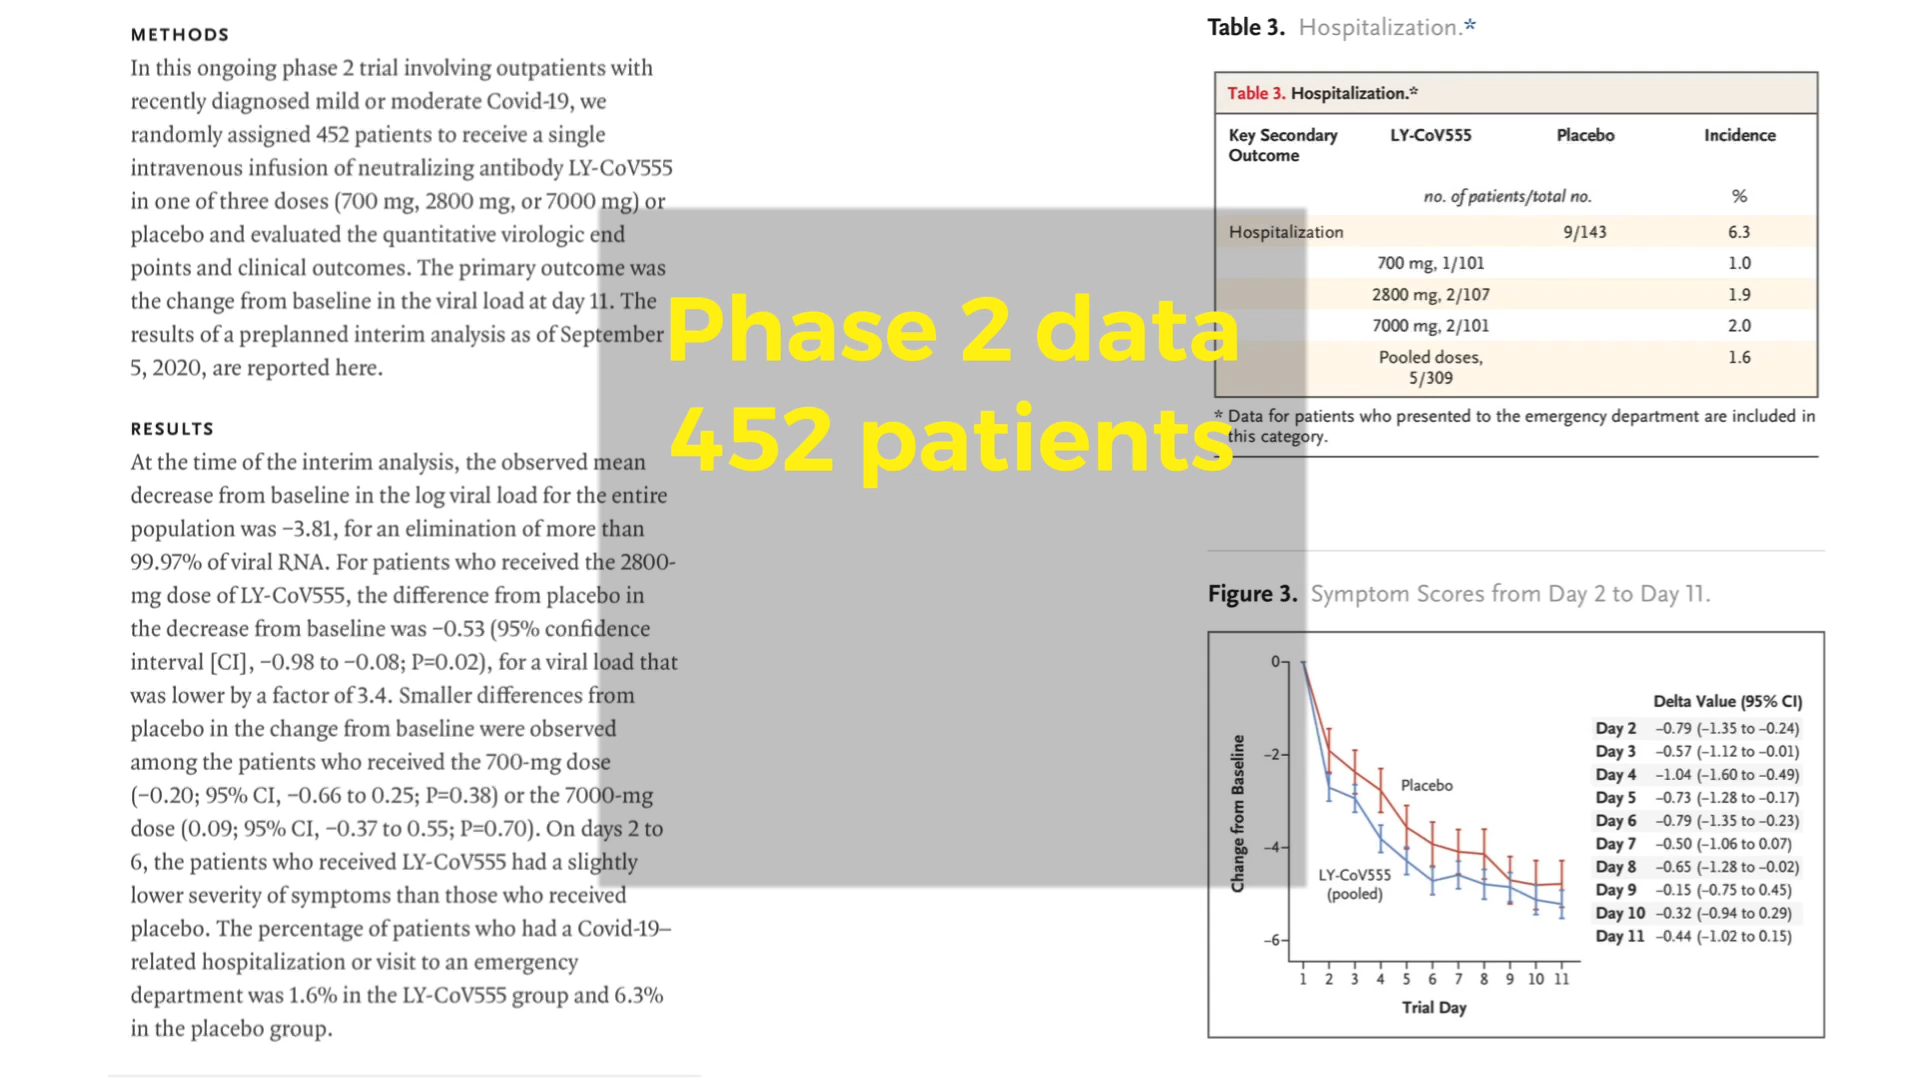 METHODS
In this ongoing phase 2 trial involving outpatients with
recently diagnosed mild or moderate Covid-19, we
randomly assigned 452 patients to receive a single
intravenous infusion of neutralizing antibody LY-CoV555
in one of three doses (700 mg, 2800 mg, or 7000 mg) or
placebo and evaluated the quantitative virologic end
points and clinical outcomes. The primary outcome was
the change from baseline in the viral load at day 11. The
results of a preplanned interim analysis as of September
5, 2020, are reported here.
RESULTS
At the time of the interim analysis, the observed mean
decrease from baseline in the log viral load for the entire
population was −3.81, for an elimination of more than
99.97% of viral RNA. For patients who received the 2800-
mg dose of LY-CoV555, the difference from placebo in
the decrease from baseline was −0.53 (95% confidence
interval [CI], −0.98 to −0.08; P=0.02), for a viral load that
was lower by a factor of 3.4. Smaller differences from
placebo in the change from baseline were observed
among the patients who received the 700-mg dose
(−0.20; 95% CI, −0.66 to 0.25; P=0.38) or the 7000-mg
dose (0.09; 95% CI, −0.37 to 0.55; P=0.70). On days 2 to
6, the patients who received LY-CoV555 had a slightly
lower severity of symptoms than those who received
placebo. The percentage of patients who had a Covid-19–
related hospitalization or visit to an emergency
department was 1.6% in the LY-CoV555 group and 6.3%
in the placebo group.
Phase 2 data
452 patients
Table 3. Hospitalization.*
Table 3. Hospitalization.*
Key Secondary LY-CoV555 Placebo Incidence
Outcome
no. of patients/total no. %
Hospitalization 9/143 6.3
700 mg, 1/101 1.0
2800 mg, 2/107 1.9
7000 mg, 2/101 2.0
Pooled doses, 1.6
5/309
* Data for patients who presented to the emergency department are included in
this category.
Figure 3. Symptom Scores from Day 2 to Day 11.
Change from Baseline
0
−2
−4
−6
Placebo
LY-CoV555
(pooled)
1 2 3 4 5 6 7 8 9 10 11
Trial Day
Delta Value (95% CI)
Day 2 −0.79 (−1.35 to −0.24)
Day 3 −0.57 (−1.12 to −0.01)
Day 4 −1.04 (−1.60 to −0.49)
Day 5 −0.73 (−1.28 to −0.17)
Day 6 −0.79 (−1.35 to −0.23)
Day 7 −0.50 (−1.06 to 0.07)
Day 8 −0.65 (−1.28 to −0.02)
Day 9 −0.15 (−0.75 to 0.45)
Day 10 −0.32 (−0.94 to 0.29)
Day 11 −0.44 (−1.02 to 0.15)